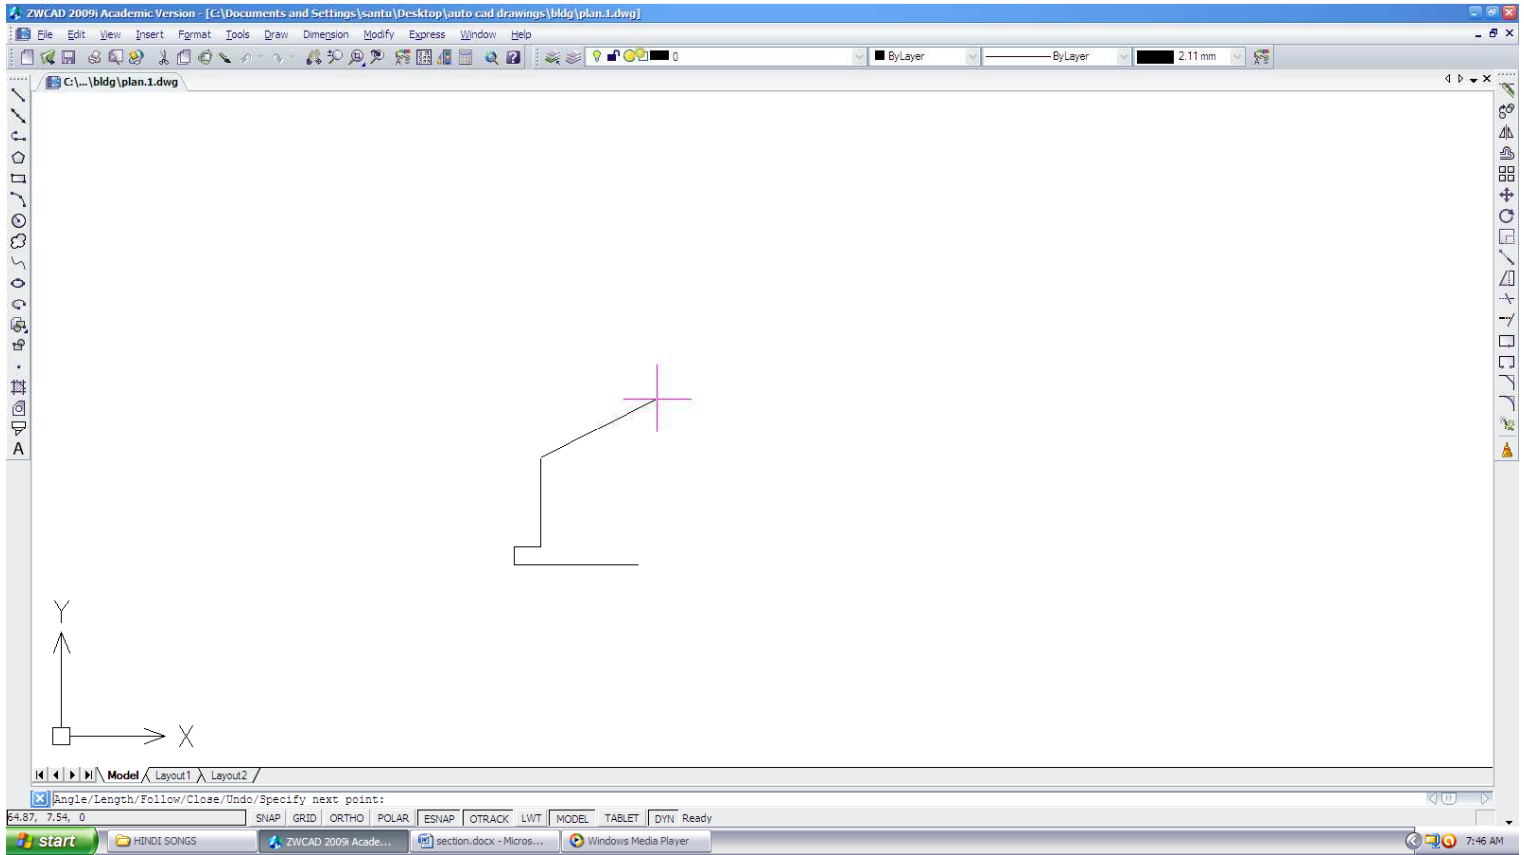 ZWCAD 2009i Academic Version - [C:\Documents and Settings\santu\Desktop\auto cad drawings\bldg\plan.1.dwg]
File Edit View Insert Format Tools Draw Dimension Modify Express Window Help
0 ByLayer ByLayer 2.11 mm
C:\...\bldg\plan.1.dwg
A
Y
X
Model Layout1 Layout2
Angle/Length/Follow/Close/Undo/Specify next point:
64.87, 7.54, 0 SNAP GRID ORTHO POLAR ESNAP OTRACK LWT MODEL TABLET DYN Ready
start HINDI SONGS ZWCAD 2009i Acade... section.docx - Micros... Windows Media Player 7:46 AM